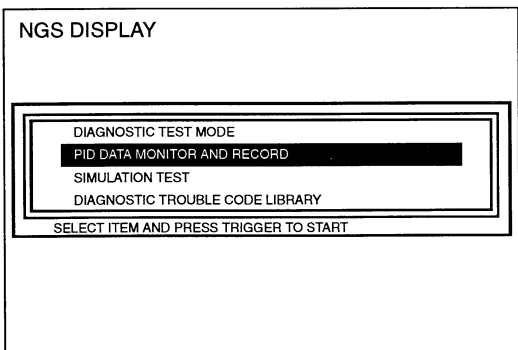 NGS DISPLAY
DIAGNOSTIC TEST MODE
PID DATA MONITOR AND RECORD
SIMULATION TEST
DIAGNOSTIC TROUBLE CODE LIBRARY
SELECT ITEM AND PRESS TRIGGER TO START